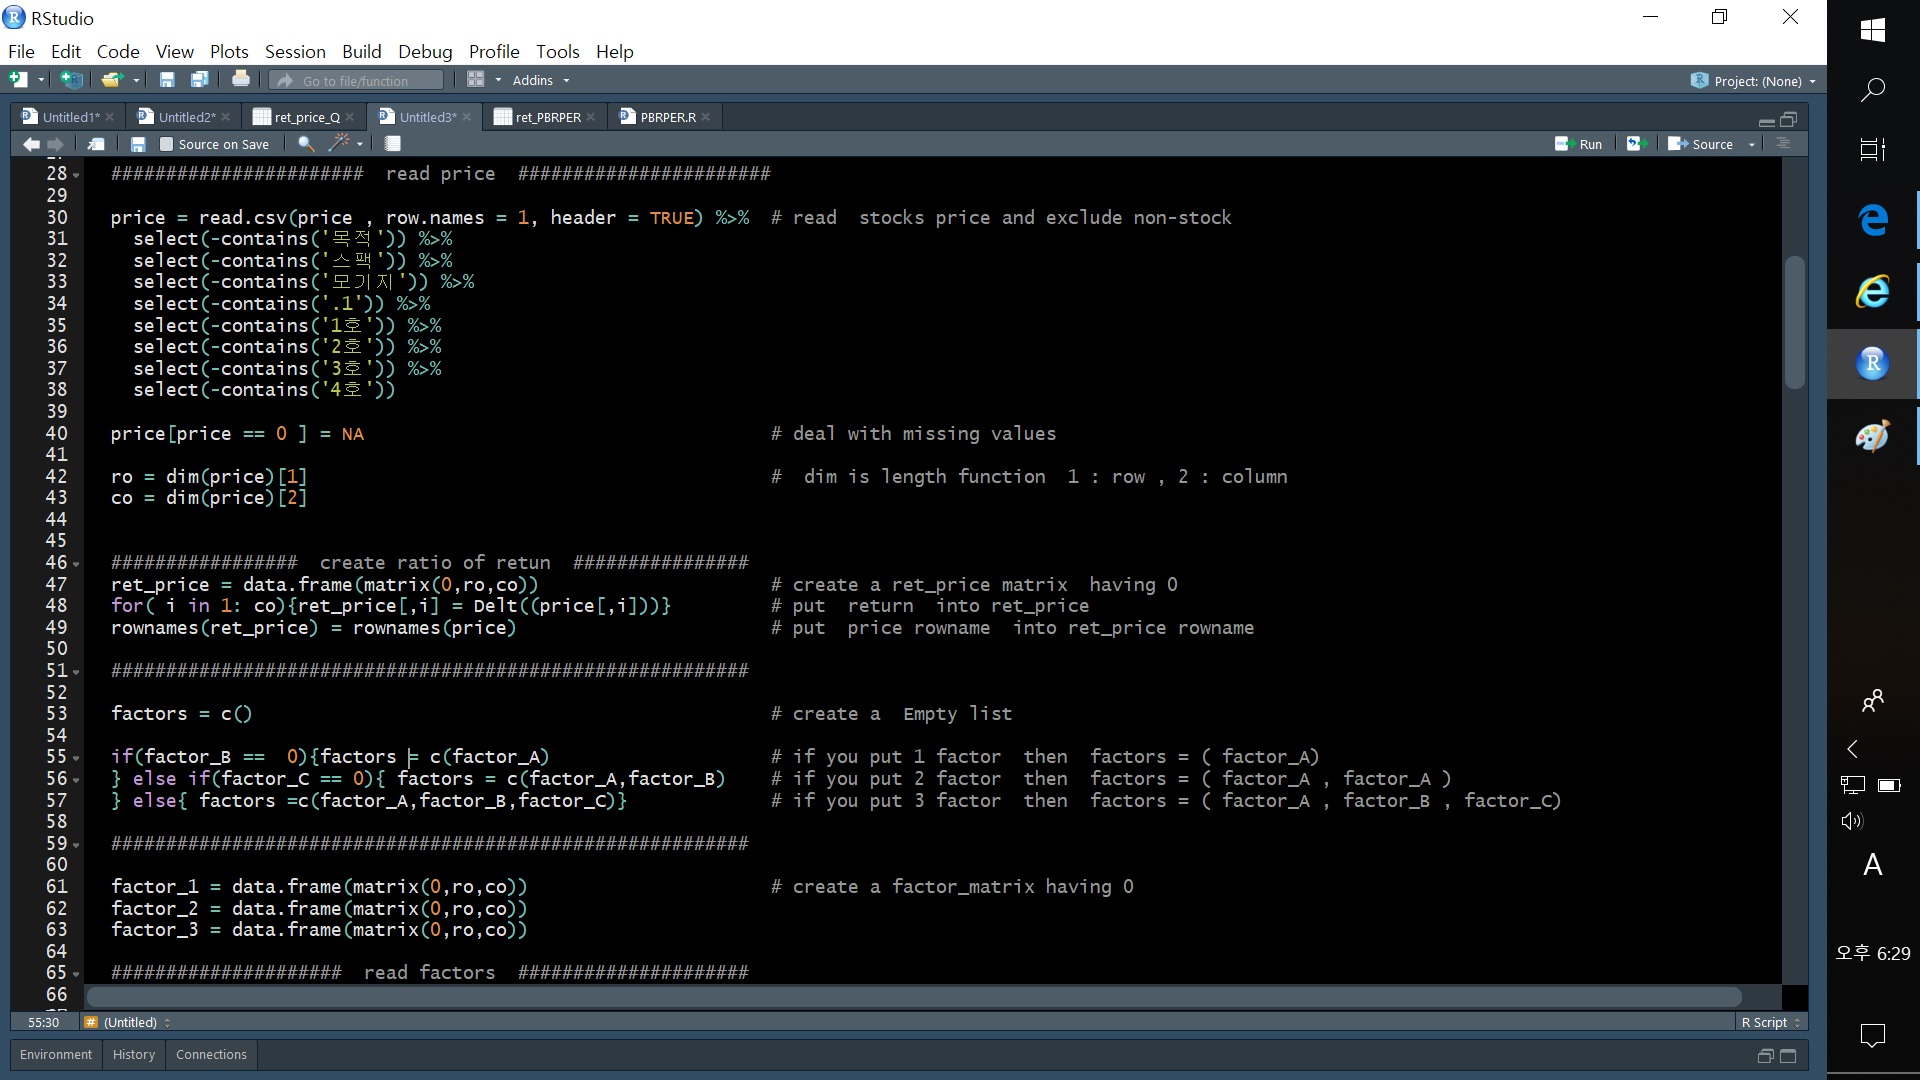 RStudio
File Edit Code View Plots Session Build Debug Profile Tools Help
Go to file/function Addins Project: (None)
Untitled1* Untitled2* ret_price_Q Untitled3* ret_PBRPER PBRPER.R
Source on Save Run Source
28 ####################### read price #######################
29
30 price = read.csv(price , row.names = 1, header = TRUE) %>% # read stocks price and exclude non-stock
31 select(-contains('목적')) %>%
32 select(-contains('스팩')) %>%
33 select(-contains('모기지')) %>%
34 select(-contains('.1')) %>%
35 select(-contains('1호')) %>%
36 select(-contains('2호')) %>%
37 select(-contains('3호')) %>%
38 select(-contains('4호'))
39
40 price[price == 0 ] = NA # deal with missing values
41
42 ro = dim(price)[1] # dim is length function 1 : row , 2 : column
43 co = dim(price)[2]
44
45
46 ################# create ratio of retun ################
47 ret_price = data.frame(matrix(0,ro,co)) # create a ret_price matrix having 0
48 for( i in 1: co){ret_price[,i] = Delt((price[,i]))} # put return into ret_price
49 rownames(ret_price) = rownames(price) # put price rowname into ret_price rowname
50
51 ##########################################################
52
53 factors = c() # create a Empty list
54
55 if(factor_B == 0){factors = c(factor_A) # if you put 1 factor then factors = ( factor_A)
56 } else if(factor_C == 0){ factors = c(factor_A,factor_B) # if you put 2 factor then factors = ( factor_A , factor_A )
57 } else{ factors =c(factor_A,factor_B,factor_C)} # if you put 3 factor then factors = ( factor_A , factor_B , factor_C)
58
59 ##########################################################
60
61 factor_1 = data.frame(matrix(0,ro,co)) # create a factor_matrix having 0
62 factor_2 = data.frame(matrix(0,ro,co))
63 factor_3 = data.frame(matrix(0,ro,co))
64
65 ##################### read factors #####################
66
55:30 # (Untitled) R Script
Environment History Connections
A
오후 6:29